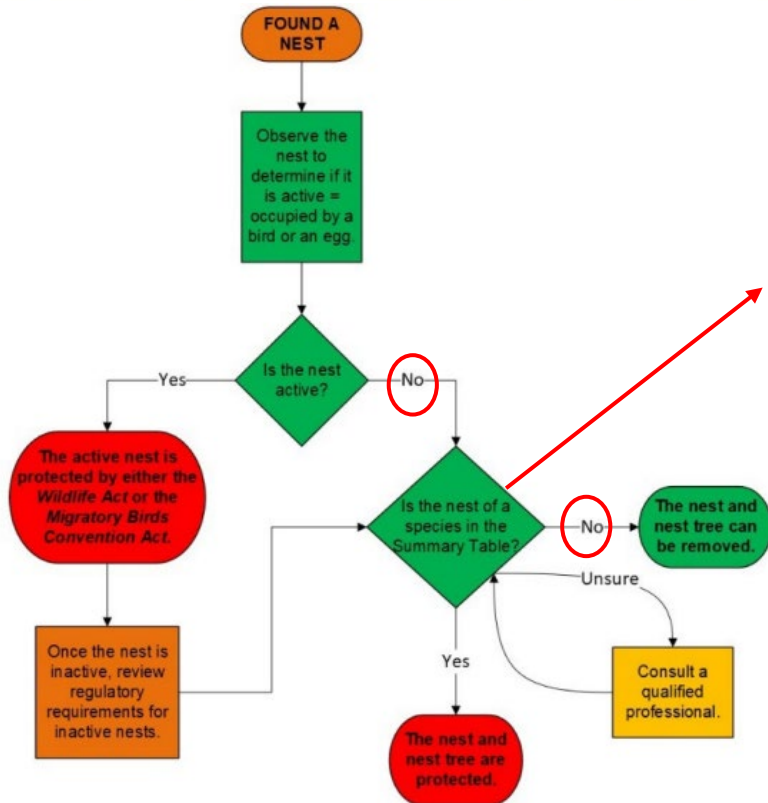 FOUND A
NEST
Observe the
nest to
determine if it
is active =
occupied by a
bird or an egg.
Is the nest
active?
Yes
No
The active nest is
protected by either the
Wildlife Act or the
Migratory Birds
Convention Act.
Is the nest of a
species in the
Summary Table?
No
The nest and
nest tree can
be removed.
Unsure
Once the nest is
inactive, review
regulatory
requirements for
inactive nests.
Yes
Consult a
qualified
professional.
The nest and
nest tree are
protected.